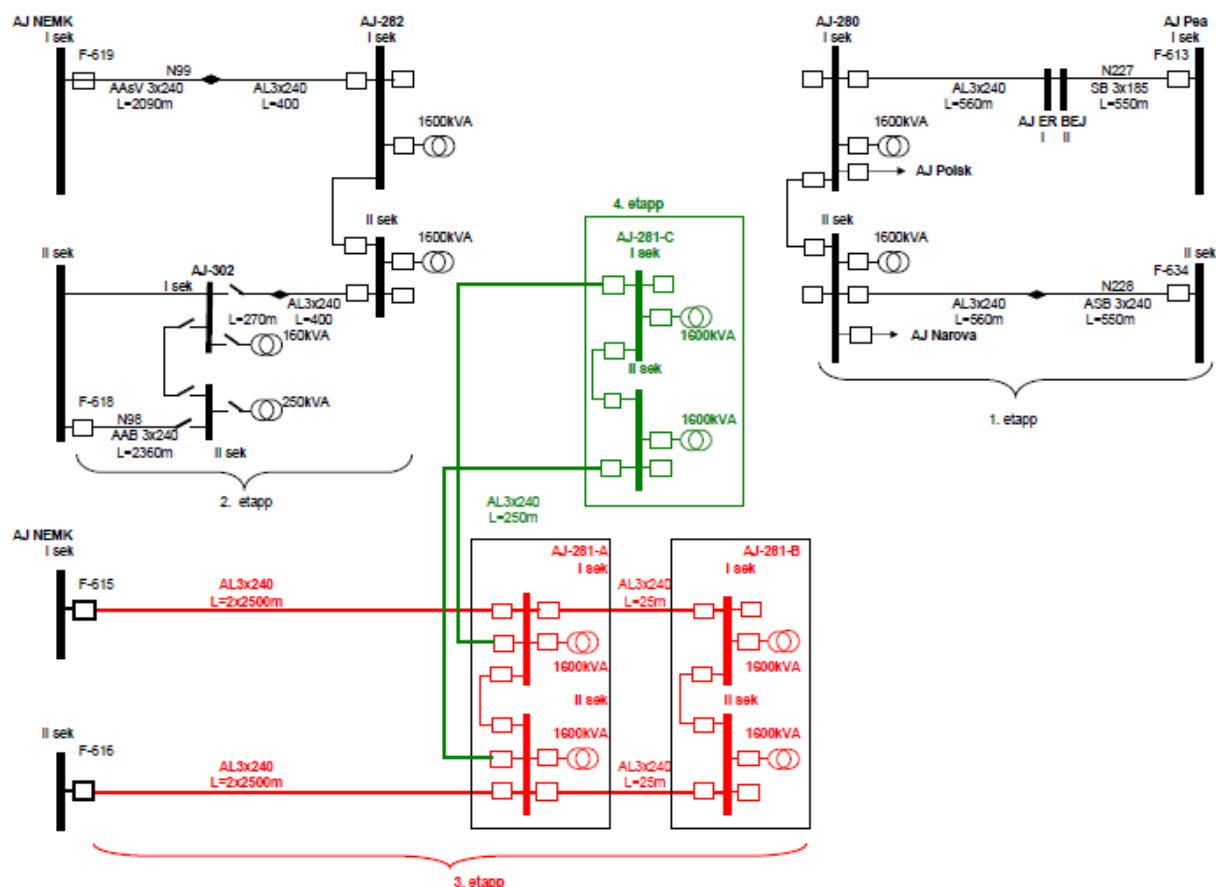 AJ NEMK
I sek
F-619
N99
AAsV 3x240
L=2090m
AL3x240
L=400
AJ-282
I sek
1600kVA
II sek
1600kVA
II sek
AJ-302
I sek
AL3x240
L=400
L=270m
160kVA
250kVA
F-618
N98
AAB 3x240
L=2360m
II sek
2. etapp
AJ-280
I sek
AJ Pea
I sek
F-613
N227
SB 3x185
L=550m
AL3x240
L=560m
AJ ER BEJ
I II
1600kVA
AJ Polsk
II sek
1600kVA
II sek
F-634
N228
ASB 3x240
L=550m
AL3x240
L=560m
AJ Narova
1. etapp
4. etapp
AJ-281-C
I sek
1600kVA
II sek
1600kVA
AL3x240
L=250m
AJ NEMK
I sek
F-615
AL3x240
L=2x2500m
AJ-281-A
I sek
AL3x240
L=25m
AJ-281-B
I sek
1600kVA
1600kVA
II sek
II sek
II sek
F-616
AL3x240
L=2x2500m
1600kVA
AL3x240
L=25m
1600kVA
3. etapp